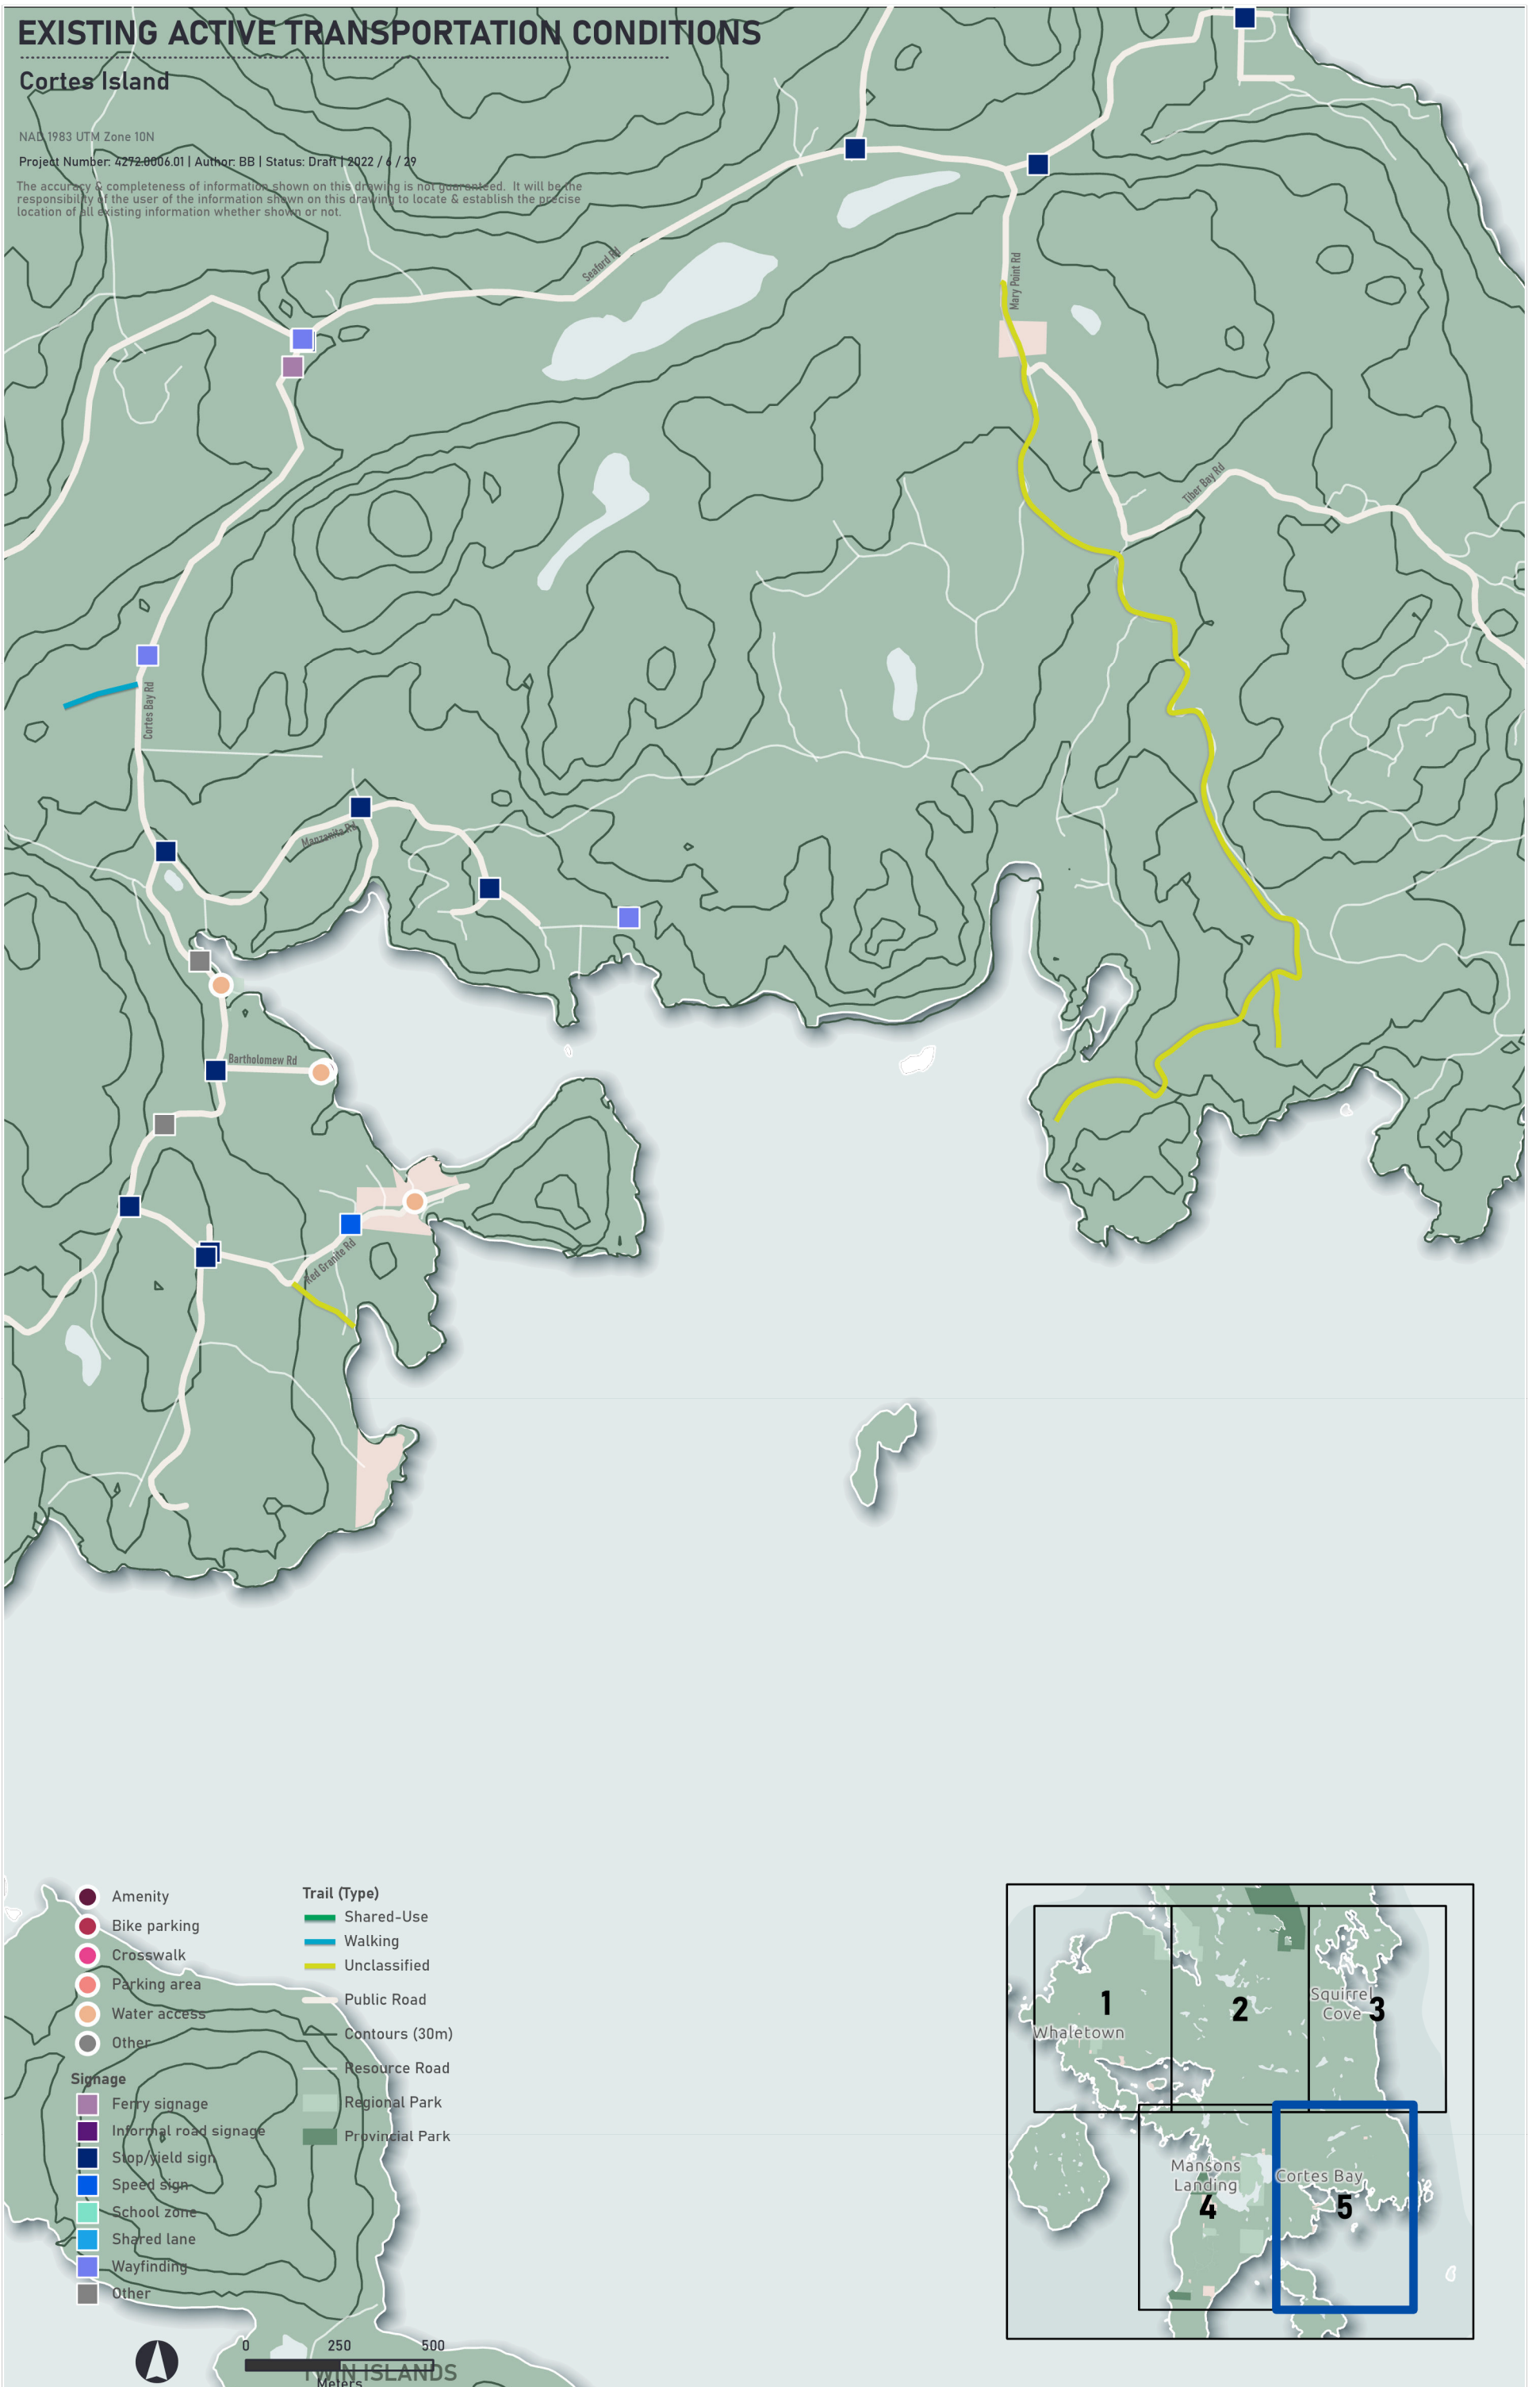 EXISTING ACTIVE TRANSPORTATION CONDITIONS
Cortes Island
NAD 1983 UTM Zone 10N
Project Number: 4272.0006.01 | Author: BB | Status: Draft | 2022 / 6 / 29
The accuracy & completeness of information shown on this drawing is not guaranteed. It will be the
responsibility of the user of the information shown on this drawing to locate & establish the precise
location of all existing information whether shown or not.
Seaford Rd
Mary Point Rd
Tiber Bay Rd
Cortes Bay Rd
Manzanita Rd
Bartholomew Rd
Red Granite Rd
Amenity
Bike parking
Crosswalk
Parking area
Water access
Other
Signage
Ferry signage
Informal road signage
Stop/yield sign
Speed sign
School zone
Shared lane
Wayfinding
Other
Trail (Type)
Shared-Use
Walking
Unclassified
Public Road
Contours (30m)
Resource Road
Regional Park
Provincial Park
0 250 500
Meters
TWIN ISLANDS
1
2
Squirrel
Cove
3
Whaletown
Mansons
Landing
4
Cortes Bay
5